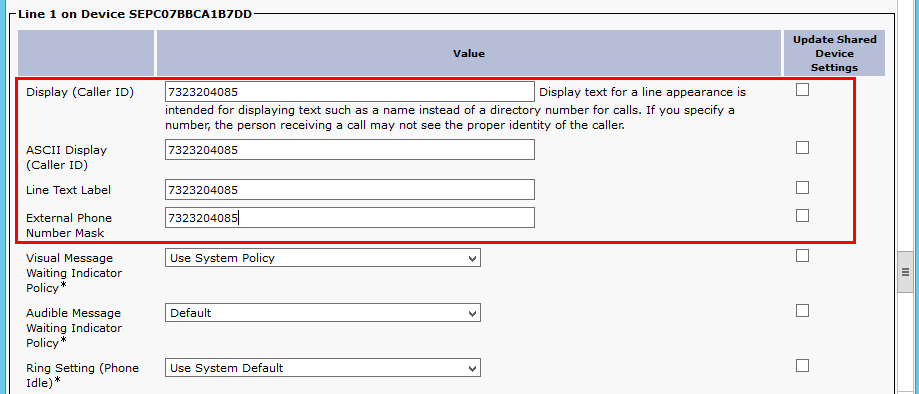 Line 1 on Device SEPC07BBCA1B7DD
Value
Update Shared
Device
Settings
Display (Caller ID)
7323204085
Display text for a line appearance is
intended for displaying text such as a name instead of a directory number for calls. If you specify a
number, the person receiving a call may not see the proper identity of the caller.
ASCII Display
(Caller ID)
7323204085
Line Text Label
7323204085
External Phone
Number Mask
7323204085
Visual Message
Waiting Indicator
Policy*
Use System Policy
Audible Message
Waiting Indicator
Policy*
Default
Ring Setting (Phone
Idle)*
Use System Default